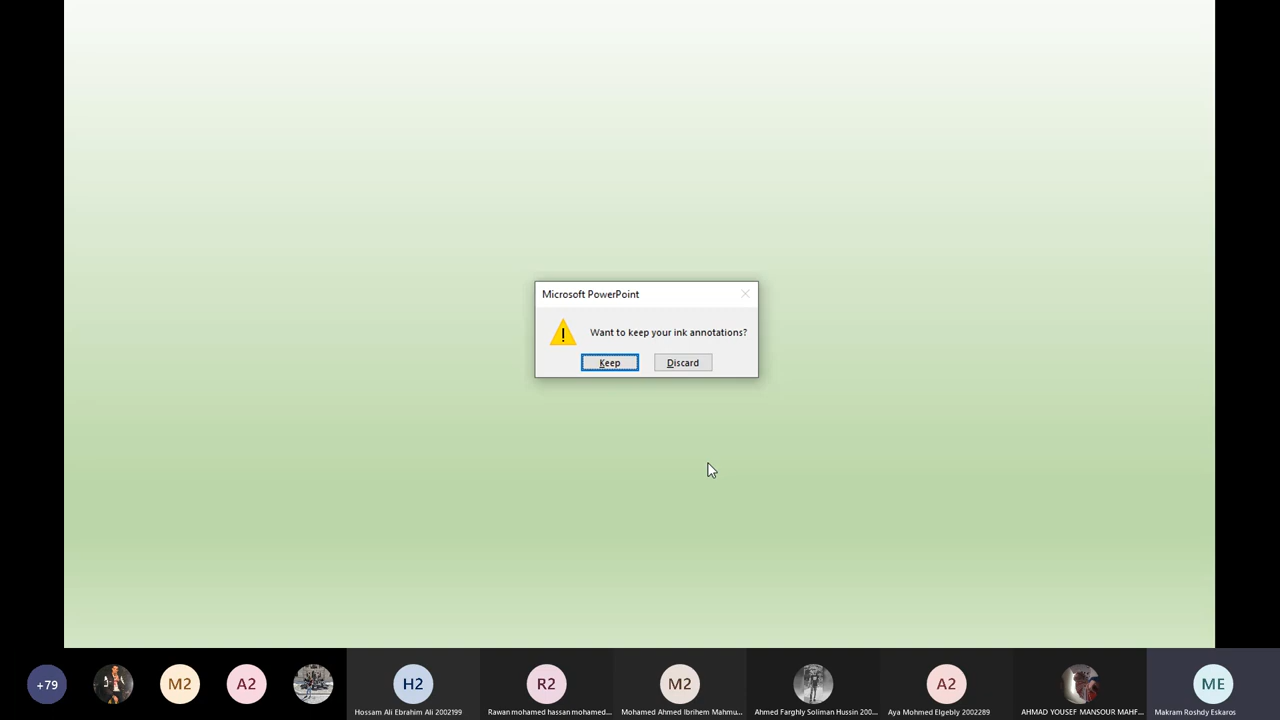 Microsoft PowerPoint
Want to keep your ink annotations?
Keep
Discard
+79
M2
A2
H2
R2
M2
A2
ME
Hossam Ali Ebrahim Ali 2002199
Rawan mohamed hassan mohamed...
Mohamed Ahmed Ibrihem Mahmu...
Ahmed Farghly Soliman Hussin 200...
Aya Mohmed Elgebly 2002289
AHMAD YOUSEF MANSOUR MAHF...
Makram Roshdy Eskaros